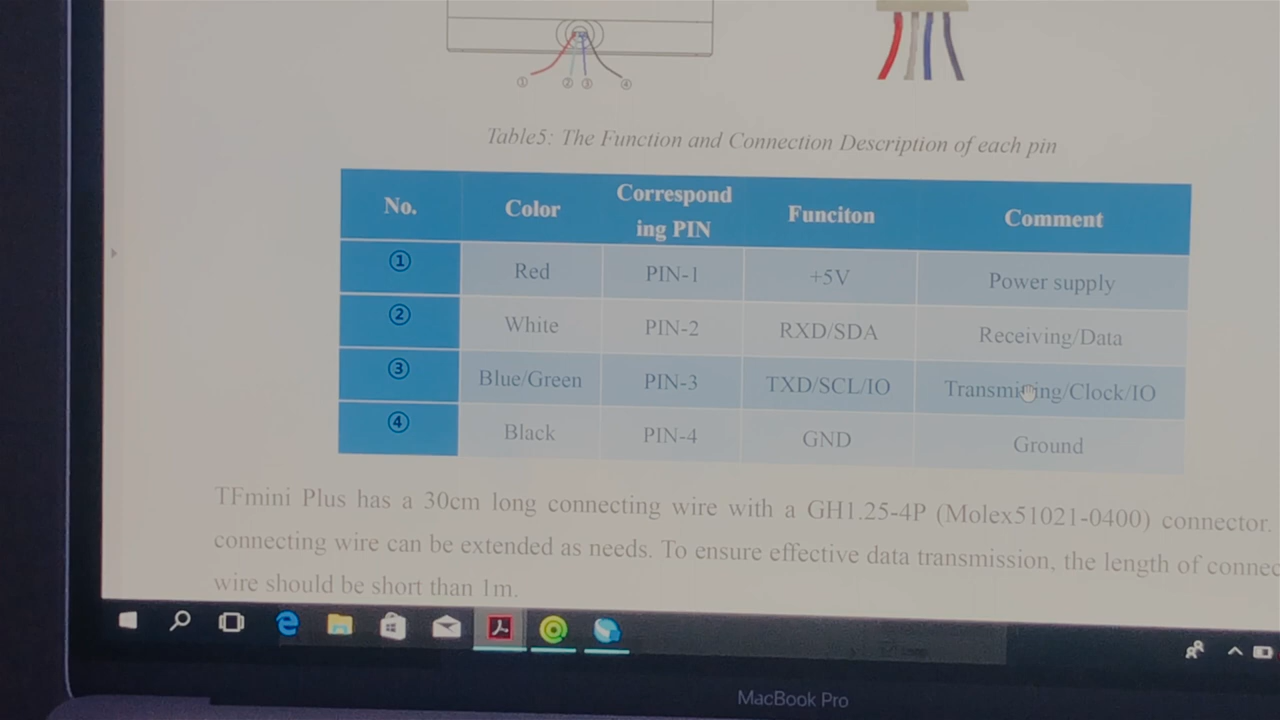 ① ② ③ ④
Table5: The Function and Connection Description of each pin
No. Color Correspond ing PIN Funciton Comment
① Red PIN-1 +5V Power supply
② White PIN-2 RXD/SDA Receiving/Data
③ Blue/Green PIN-3 TXD/SCL/IO Transmitting/Clock/IO
④ Black PIN-4 GND Ground
TFmini Plus has a 30cm long connecting wire with a GH1.25-4P (Molex51021-0400) connector.
connecting wire can be extended as needs. To ensure effective data transmission, the length of connec
wire should be short than 1m.
MacBook Pro